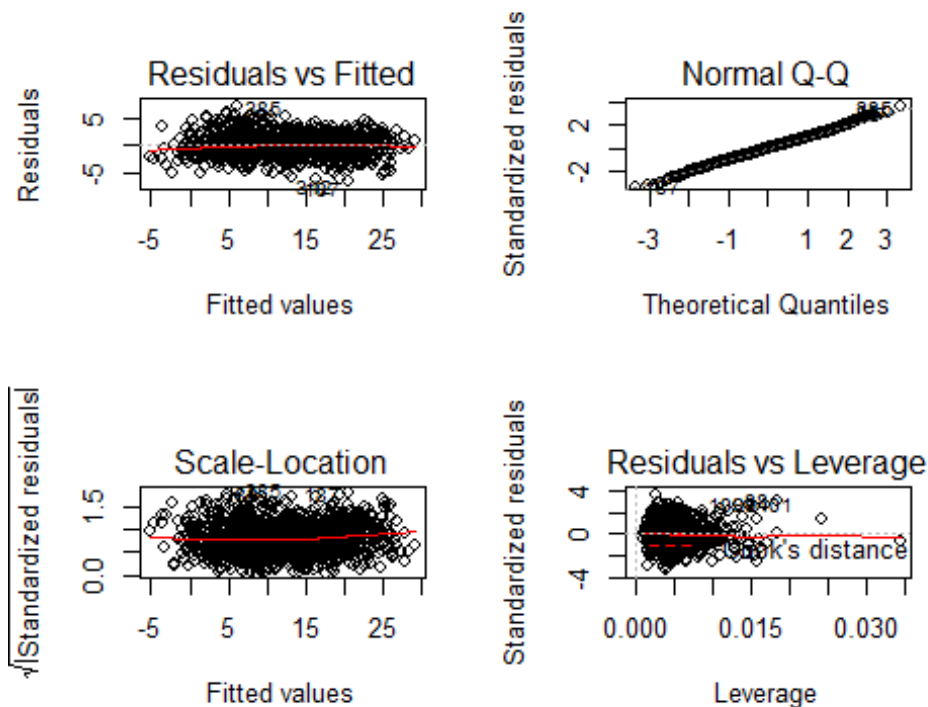 Residuals vs Fitted
Residuals
5
-5
-5 5 15 25
Fitted values
Normal Q-Q
Standardized residuals
2
-2
-3 -1 1 2 3
Theoretical Quantiles
Scale-Location
√|Standardized residuals|
1.5
0.0
-5 5 15 25
Fitted values
Residuals vs Leverage
Standardized residuals
4
0
-4
Cook's distance
0.000 0.015 0.030
Leverage